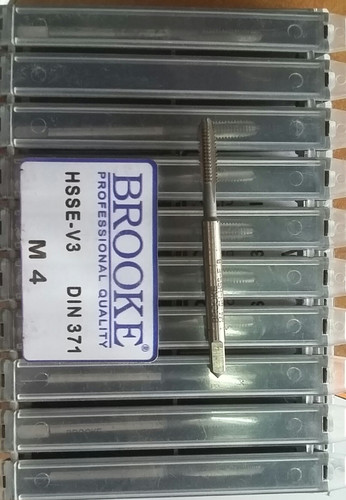 BROOKE®
PROFESSIONAL QUALITY
HSSE-V3 DIN 371
M 4